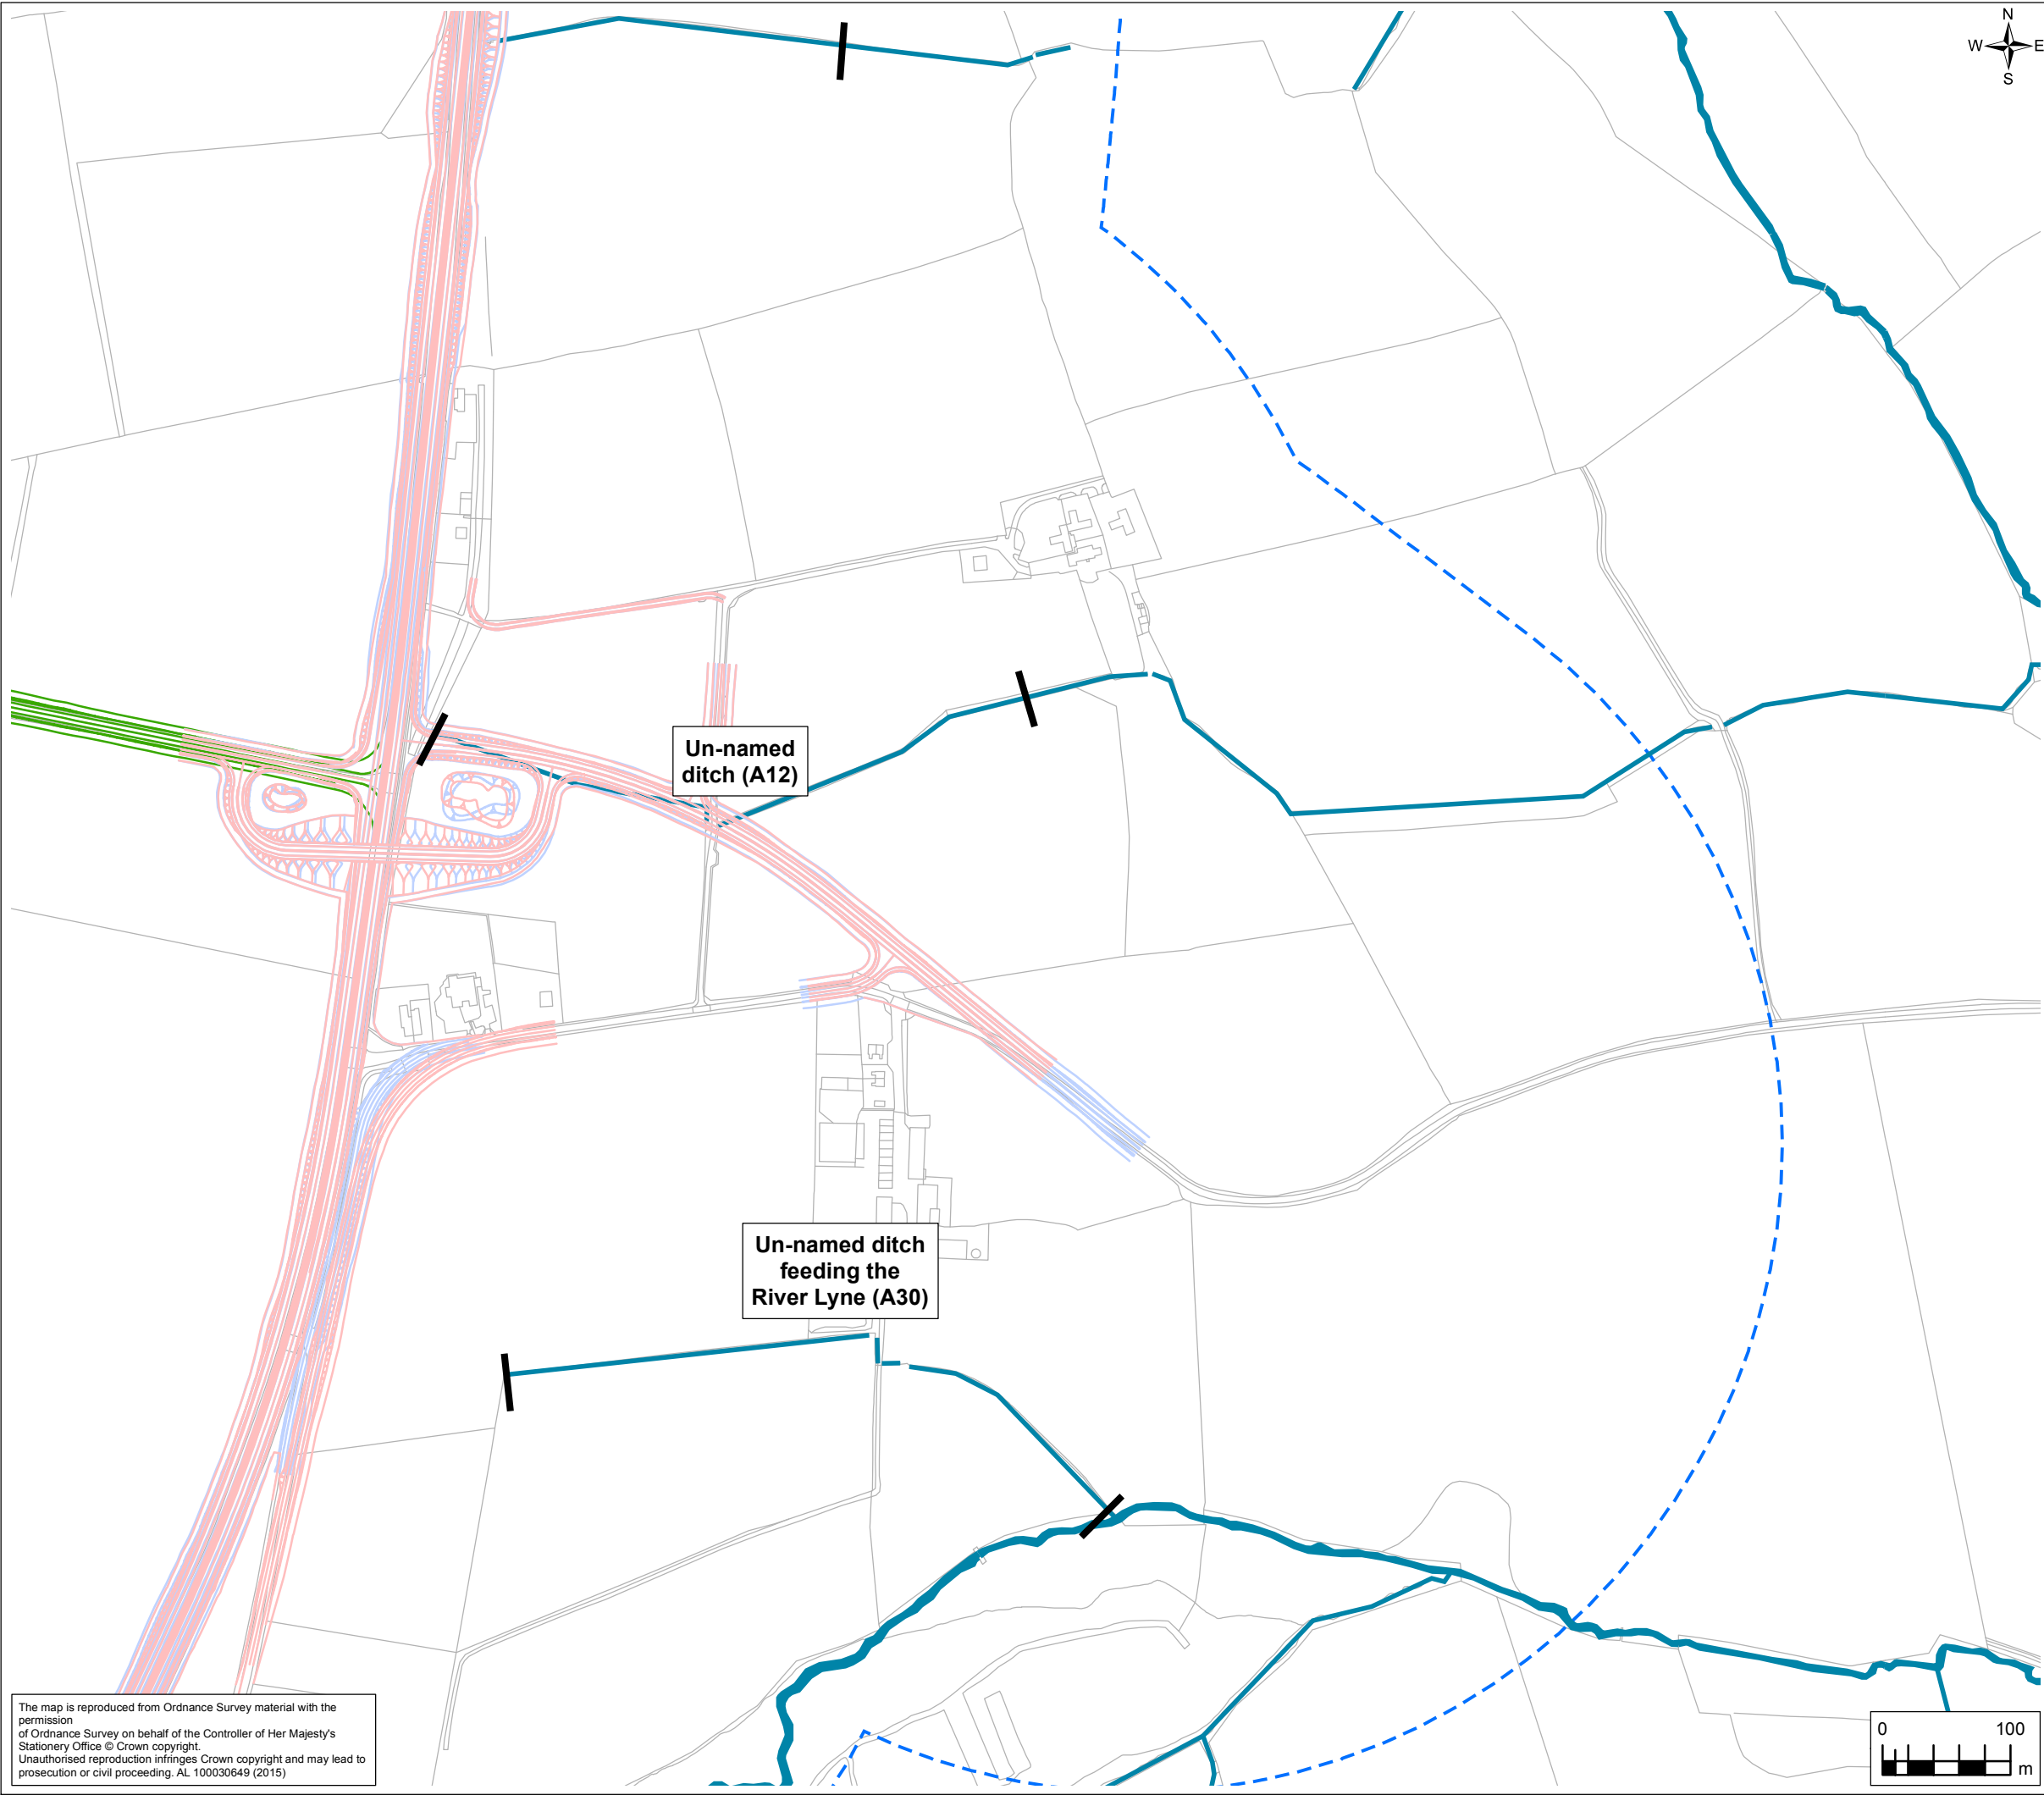 N
W E
S
Un-named
ditch (A12)
Un-named ditch
feeding the
River Lyne (A30)
The map is reproduced from Ordnance Survey material with the
permission
of Ordnance Survey on behalf of the Controller of Her Majesty's
Stationery Office © Crown copyright.
Unauthorised reproduction infringes Crown copyright and may lead to
prosecution or civil proceeding. AL 100030649 (2015)
0 100
m